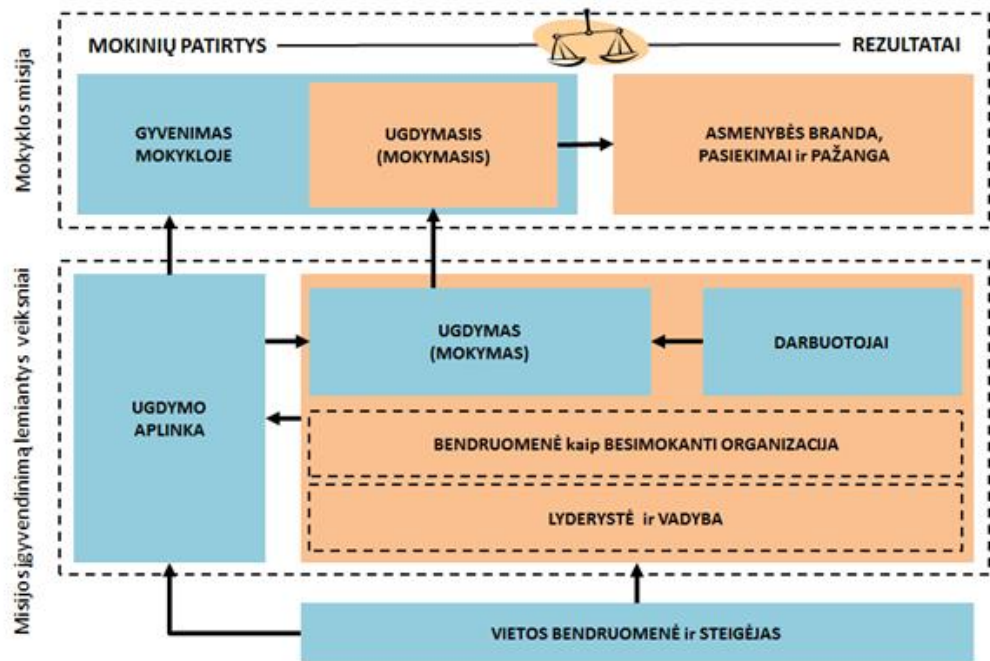 Mokyklos misija
MOKINIŲ PATIRTYS
REZULTATAI
GYVENIMAS
MOKYKLOJE
UGDYMASIS
(MOKYMASIS)
ASMENYBĖS BRANDA,
PASIEKIMAI ir PAŽANGA
Misijos įgyvendinimą lemiantys veiksniai
UGDYMO
APLINKA
UGDYMAS
(MOKYMAS)
DARBUOTOJAI
BENDRUOMENĖ kaip BESIMOKANTI ORGANIZACIJA
LYDERYSTĖ ir VADYBA
VIETOS BENDRUOMENĖ ir STEIGĖJAS